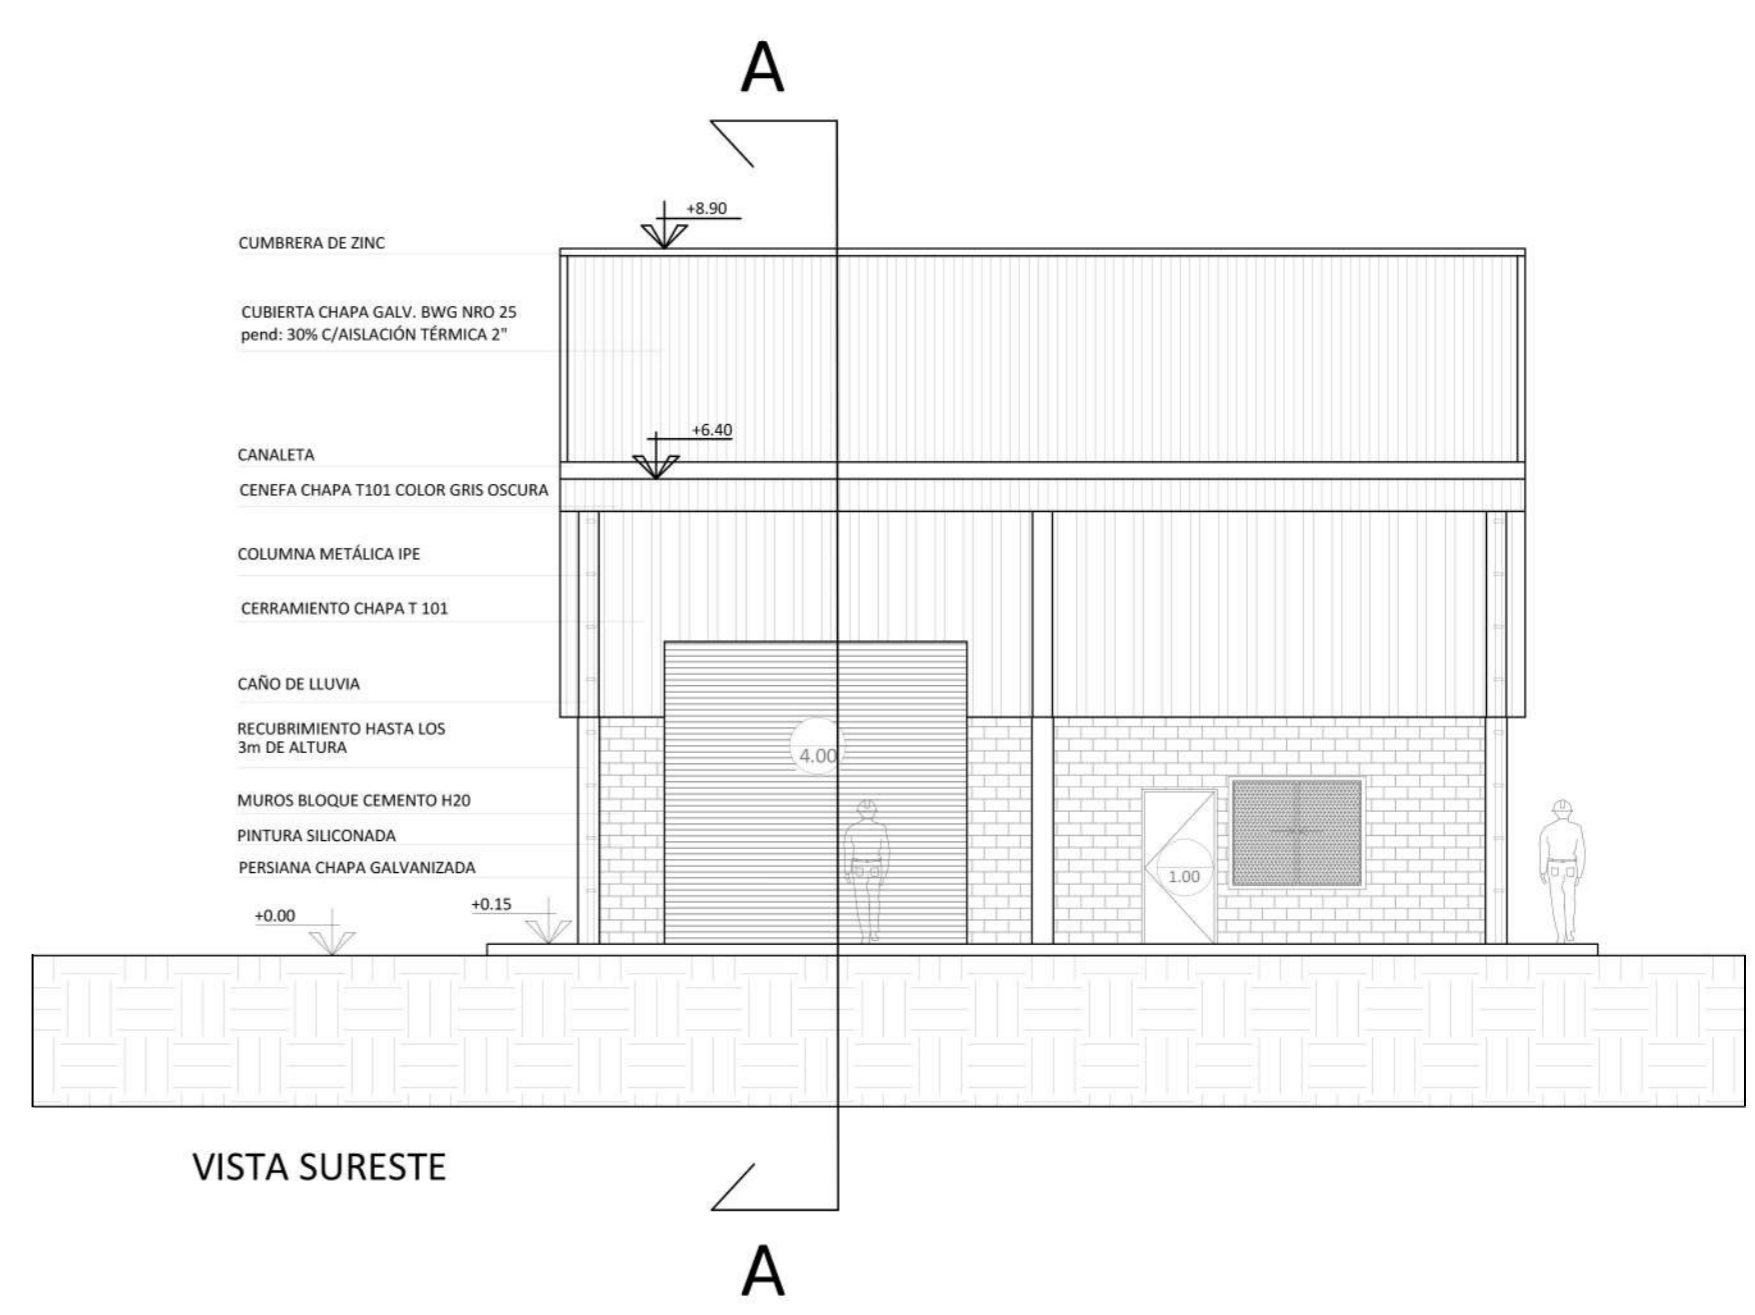 A
+8.90
CUMBRERA DE ZINC
CUBIERTA CHAPA GALV. BWG NRO 25
pend: 30% C/AISLACIÓN TÉRMICA 2"
+6.40
CANALETA
CENEFA CHAPA T101 COLOR GRIS OSCURA
COLUMNA METÁLICA IPE
CERRAMIENTO CHAPA T 101
CAÑO DE LLUVIA
RECUBRIMIENTO HASTA LOS
3m DE ALTURA
4.00
MUROS BLOQUE CEMENTO H20
PINTURA SILICONADA
PERSIANA CHAPA GALVANIZADA
1.00
+0.15
+0.00
VISTA SURESTE
A